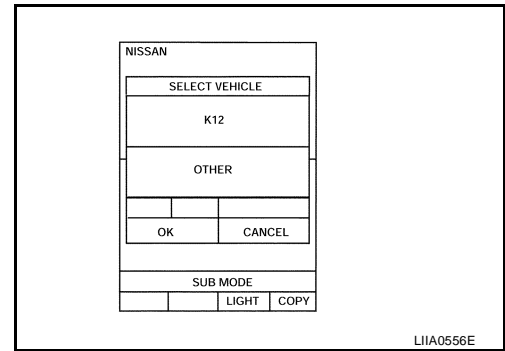 NISSAN
SELECT VEHICLE
K12
OTHER
OK CANCEL
SUB MODE
LIGHT COPY
LIIA0556E